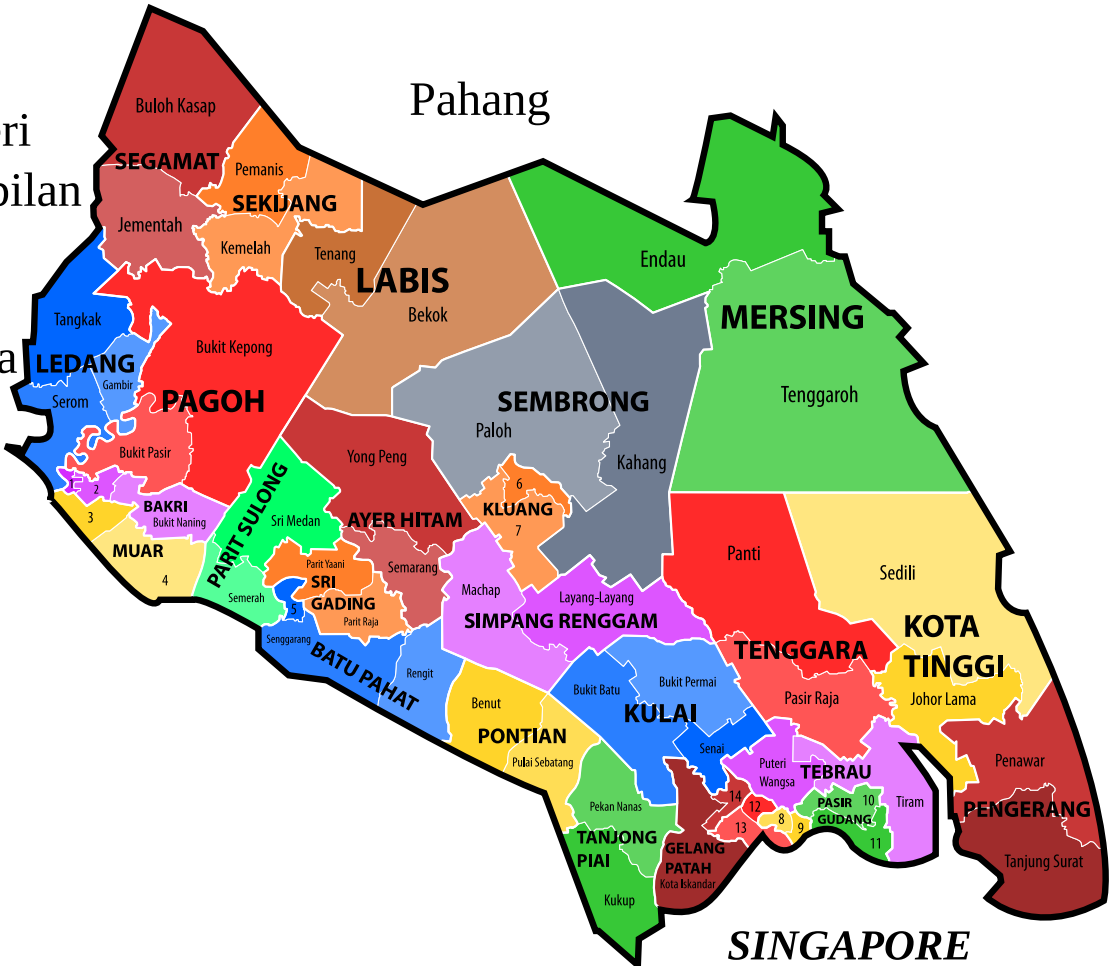 Pahang
eri
bilan
a
Buloh Kasap
SEGAMAT
Jementah
Pemanis
SEKIJANG
Kemelah
Tenang
LABIS
Bekok
Endau
MERSING
Tenggaroh
Tangkak
LEDANG
Gambir
Serom
Bukit Kepong
PAGOH
Bukit Pasir
SEMBRONG
Paloh
Kahang
1
2
3
BAKRI
Bukit Naning
MUAR
4
PARIT SULONG
Sri Medan
Semerah
Yong Peng
AYER HITAM
Semarang
6
KLUANG
7
Parit Yaani
SRI
GADING
Parit Raja
5
Senggarang
BATU PAHAT
Rengit
Machap
Layang-Layang
SIMPANG RENGGAM
Panti
TENGGARA
Pasir Raja
Sedili
KOTA
TINGGI
Johor Lama
Benut
PONTIAN
Pulai Sebatang
Bukit Batu
Bukit Permai
KULAI
Senai
Puteri
Wangsa
TEBRAU
Tiram
Penawar
PENGERANG
Tanjung Surat
Pekan Nanas
TANJONG
PIAI
Kukup
14
12
13
8
9
PASIR
GUDANG
10
11
GELANG
PATAH
Kota Iskandar
SINGAPORE